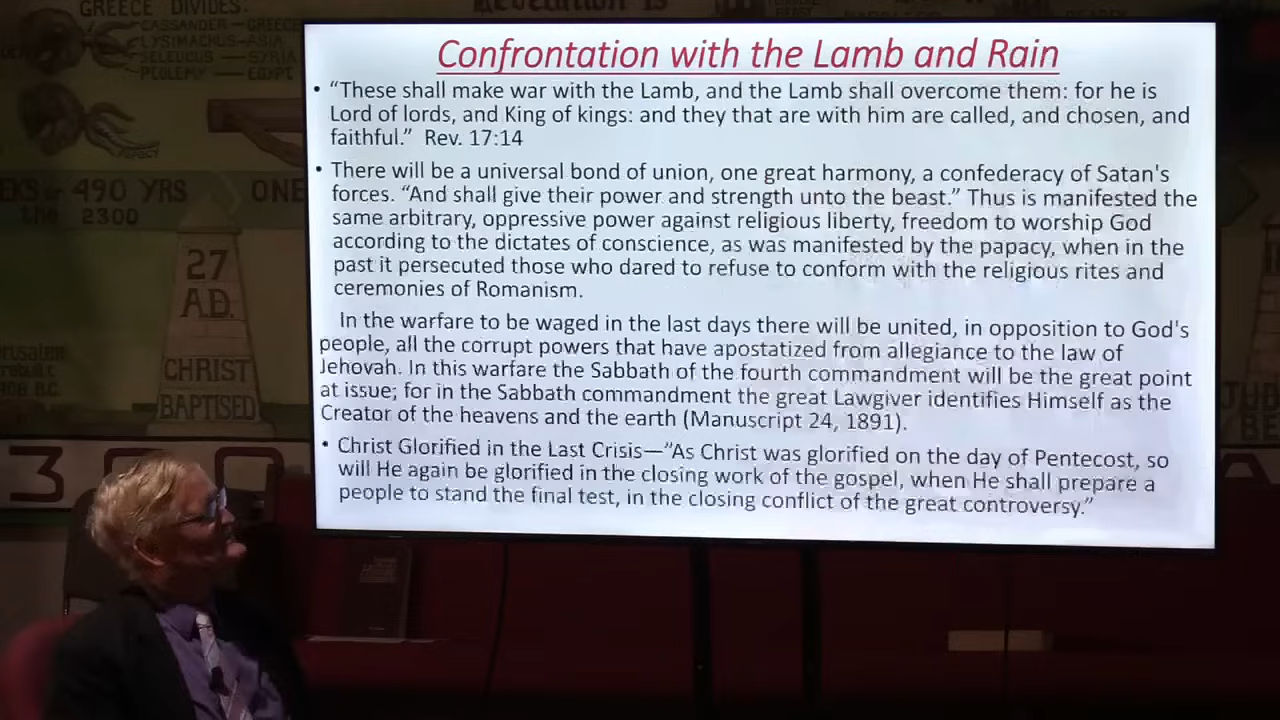 GREECE DIVIDES:
CASSANDER — GREECE
LYSIMACHUS — ASIA
SELEUCUS — SYRIA
PTOLEMY — EGYPT
490 YRS
ONE
the 2300
27
A.D.
CHRIST
BAPTISED
300
Confrontation with the Lamb and Rain
• “These shall make war with the Lamb, and the Lamb shall overcome them: for he is
Lord of lords, and King of kings: and they that are with him are called, and chosen, and
faithful.” Rev. 17:14
• There will be a universal bond of union, one great harmony, a confederacy of Satan's
forces. “And shall give their power and strength unto the beast.” Thus is manifested the
same arbitrary, oppressive power against religious liberty, freedom to worship God
according to the dictates of conscience, as was manifested by the papacy, when in the
past it persecuted those who dared to refuse to conform with the religious rites and
ceremonies of Romanism.
In the warfare to be waged in the last days there will be united, in opposition to God's
people, all the corrupt powers that have apostatized from allegiance to the law of
Jehovah. In this warfare the Sabbath of the fourth commandment will be the great point
at issue; for in the Sabbath commandment the great Lawgiver identifies Himself as the
Creator of the heavens and the earth (Manuscript 24, 1891).
• Christ Glorified in the Last Crisis—”As Christ was glorified on the day of Pentecost, so
will He again be glorified in the closing work of the gospel, when He shall prepare a
people to stand the final test, in the closing conflict of the great controversy.”